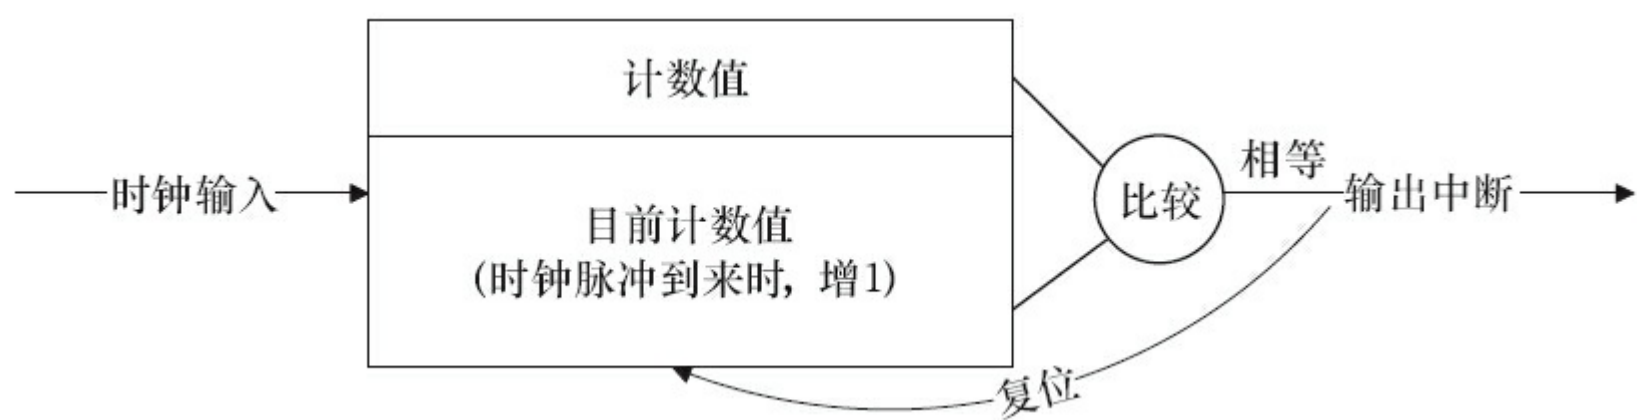 计数值
时钟输入
目前计数值
(时钟脉冲到来时, 增1)
比较
相等
输出中断
复位